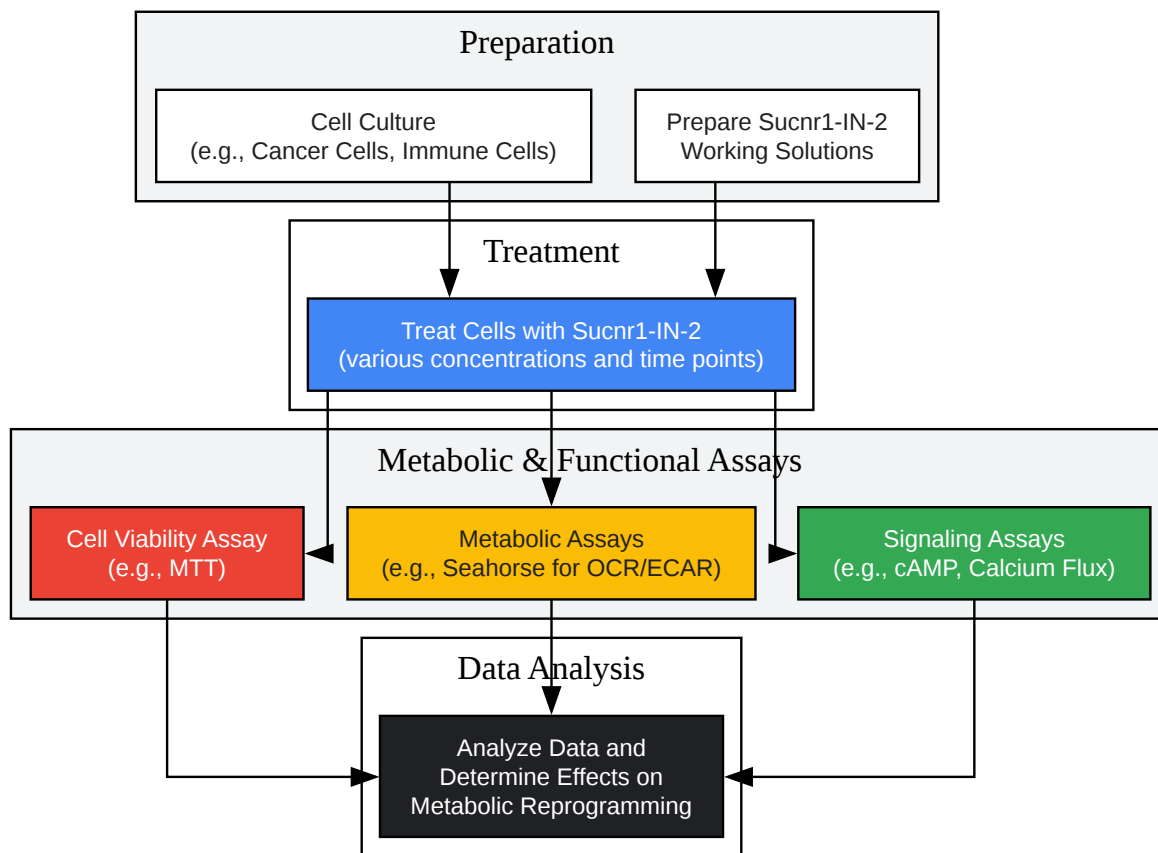 Preparation
Cell Culture
(e.g., Cancer Cells, Immune Cells)
Prepare Sucnr1-IN-2
Working Solutions
Treatment
Treat Cells with Sucnr1-IN-2
(various concentrations and time points)
Metabolic & Functional Assays
Cell Viability Assay
(e.g., MTT)
Metabolic Assays
(e.g., Seahorse for OCR/ECAR)
Signaling Assays
(e.g., cAMP, Calcium Flux)
Data Analysis
Analyze Data and
Determine Effects on
Metabolic Reprogramming